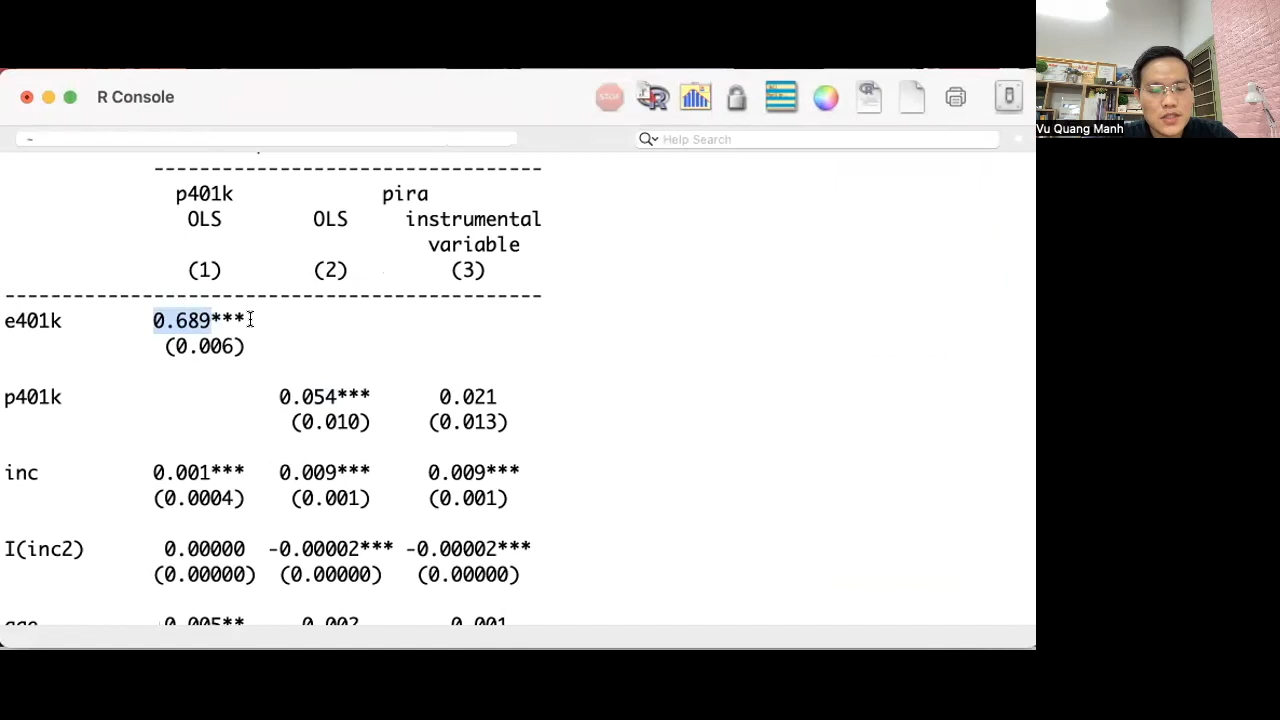 R Console
STOP
~
Help Search
Vu Quang Manh
----------------------------------
p401k pira
OLS OLS instrumental
variable
(1) (2) (3)
-----------------------------------------------
e401k 0.689***
(0.006)
p401k 0.054*** 0.021
(0.010) (0.013)
inc 0.001*** 0.009*** 0.009***
(0.0004) (0.001) (0.001)
I(inc2) 0.00000 -0.00002*** -0.00002***
(0.00000) (0.00000) (0.00000)